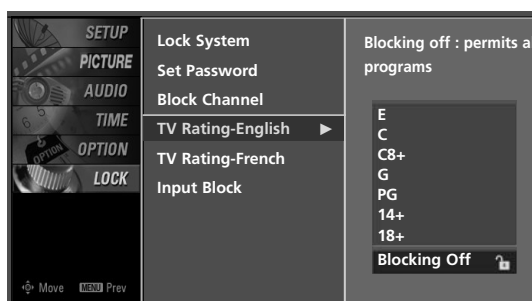 SETUP
PICTURE
AUDIO
TIME
OPTION
LOCK
Move MENU Prev
Lock System
Set Password
Block Channel
TV Rating-English
TV Rating-French
Input Block
Blocking off : permits a
programs
E
C
C8+
G
PG
14+
18+
Blocking Off